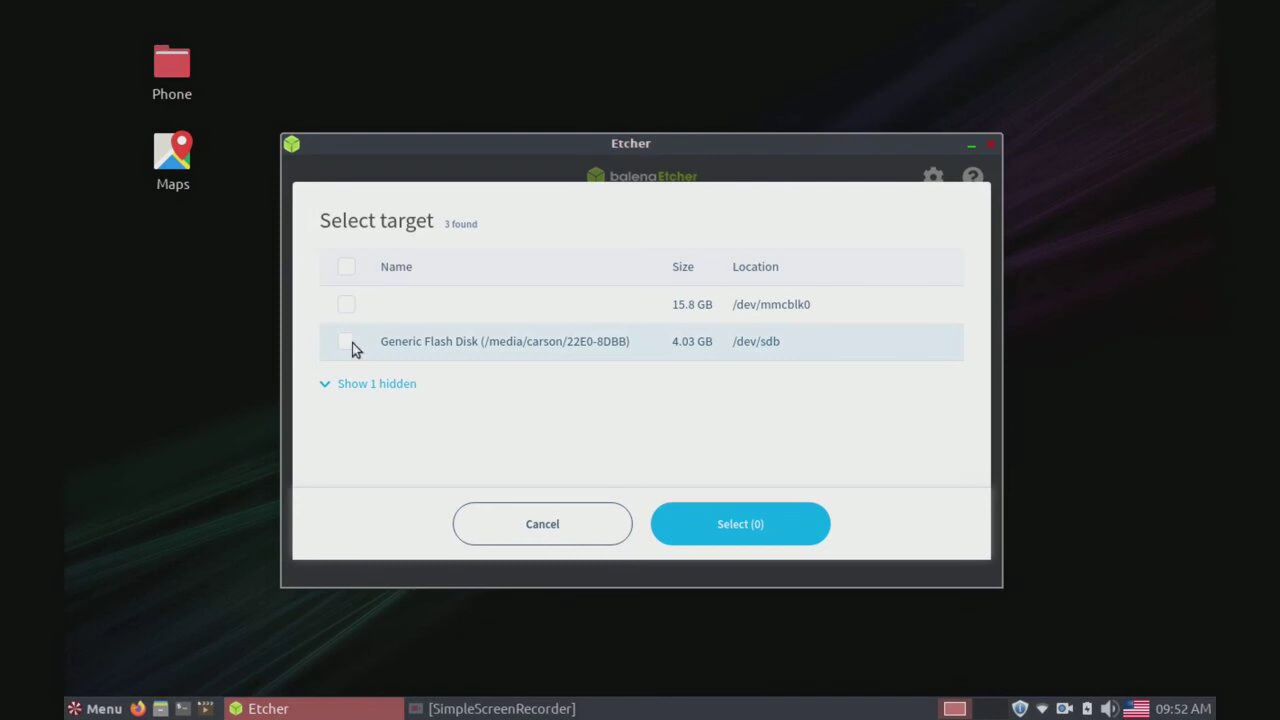 Phone
Maps
Etcher
balenaEtcher
Select target 3 found
Name Size Location
15.8 GB /dev/mmcblk0
Generic Flash Disk (/media/carson/22E0-8DBB) 4.03 GB /dev/sdb
Show 1 hidden
Cancel Select (0)
Menu Etcher [SimpleScreenRecorder] 09:52 AM